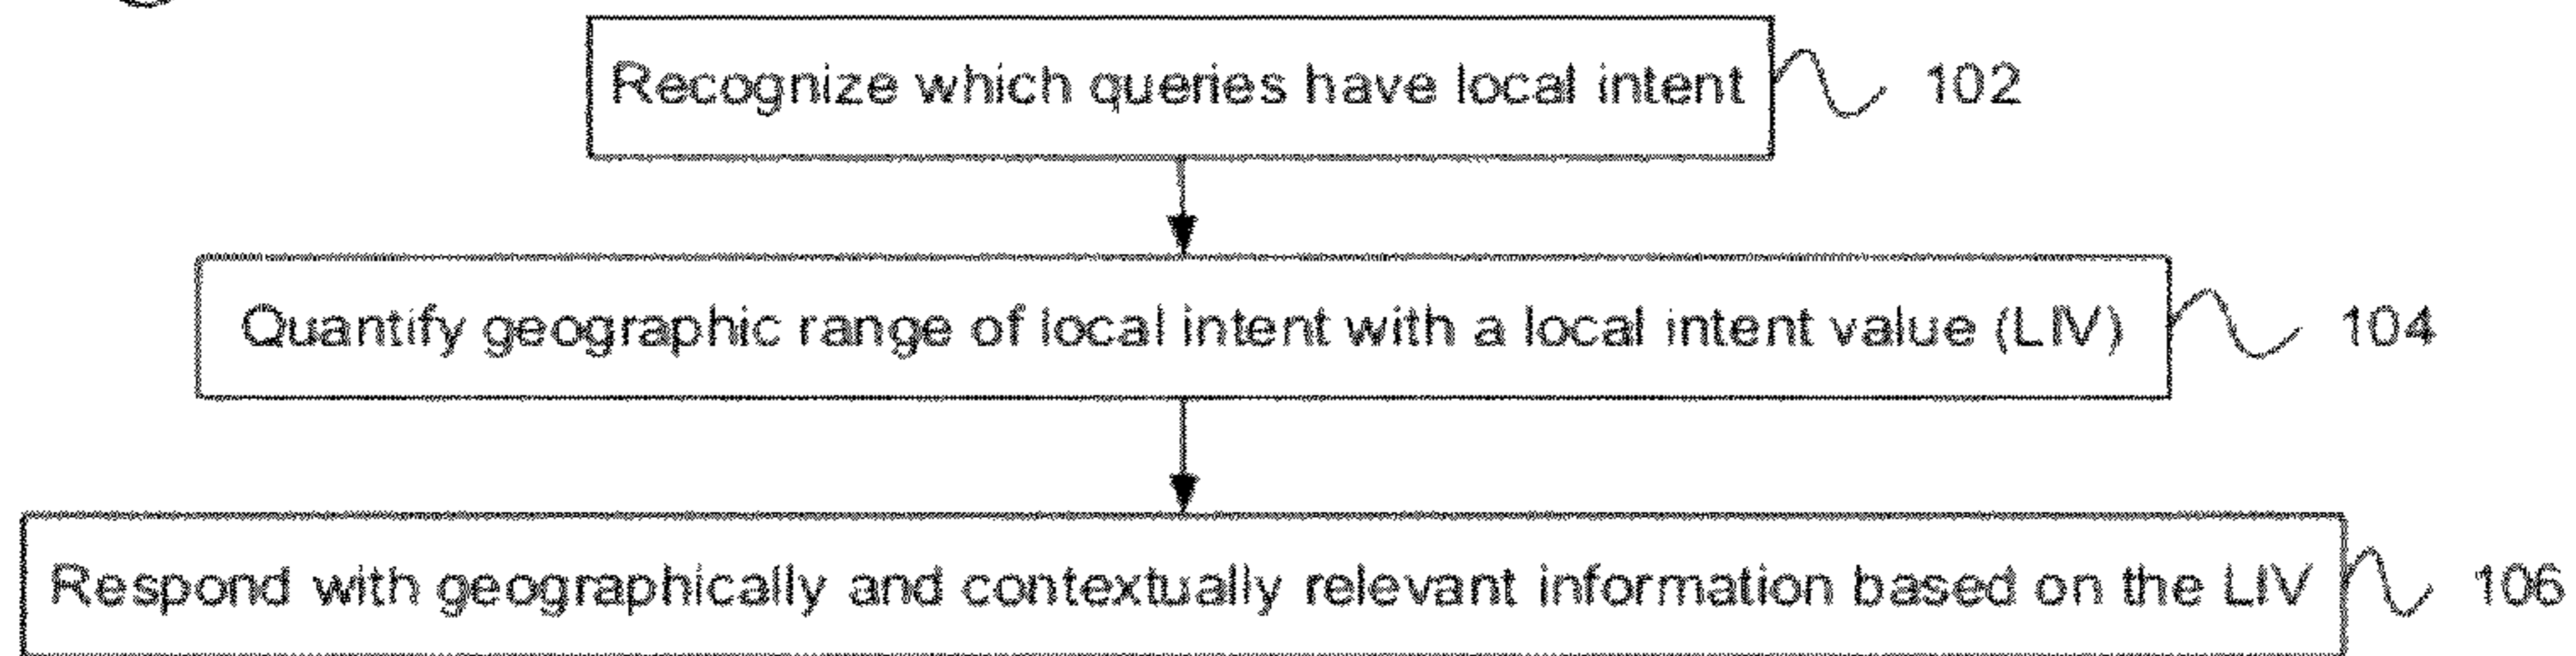 Recognize which queries have local intent 102
Quantify geographic range of local intent with a local intent value (LIV) 104
Respond with geographically and contextually relevant information based on the LIV 106